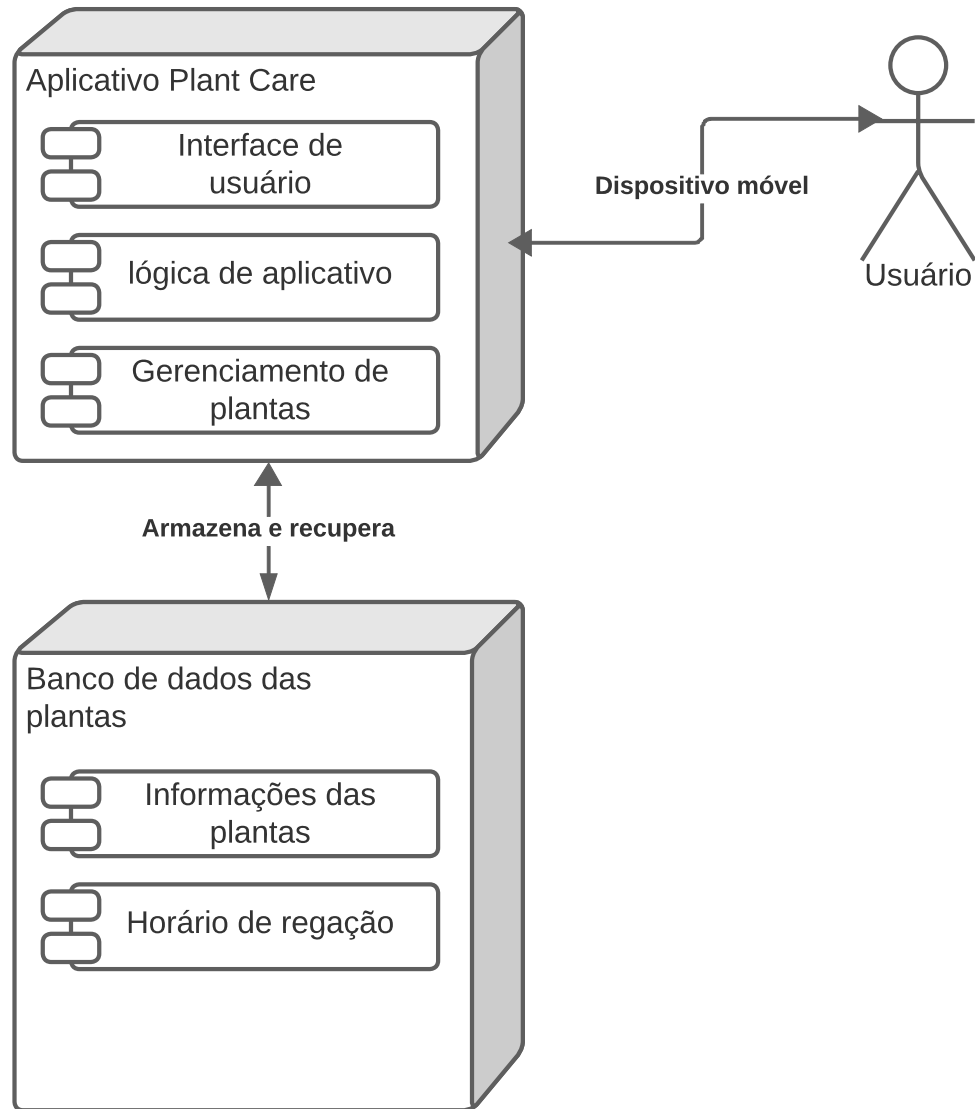 Aplicativo Plant Care
Interface de
usuário
lógica de aplicativo
Gerenciamento de
plantas
Dispositivo móvel
Usuário
Armazena e recupera
Banco de dados das
plantas
Informações das
plantas
Horário de regação